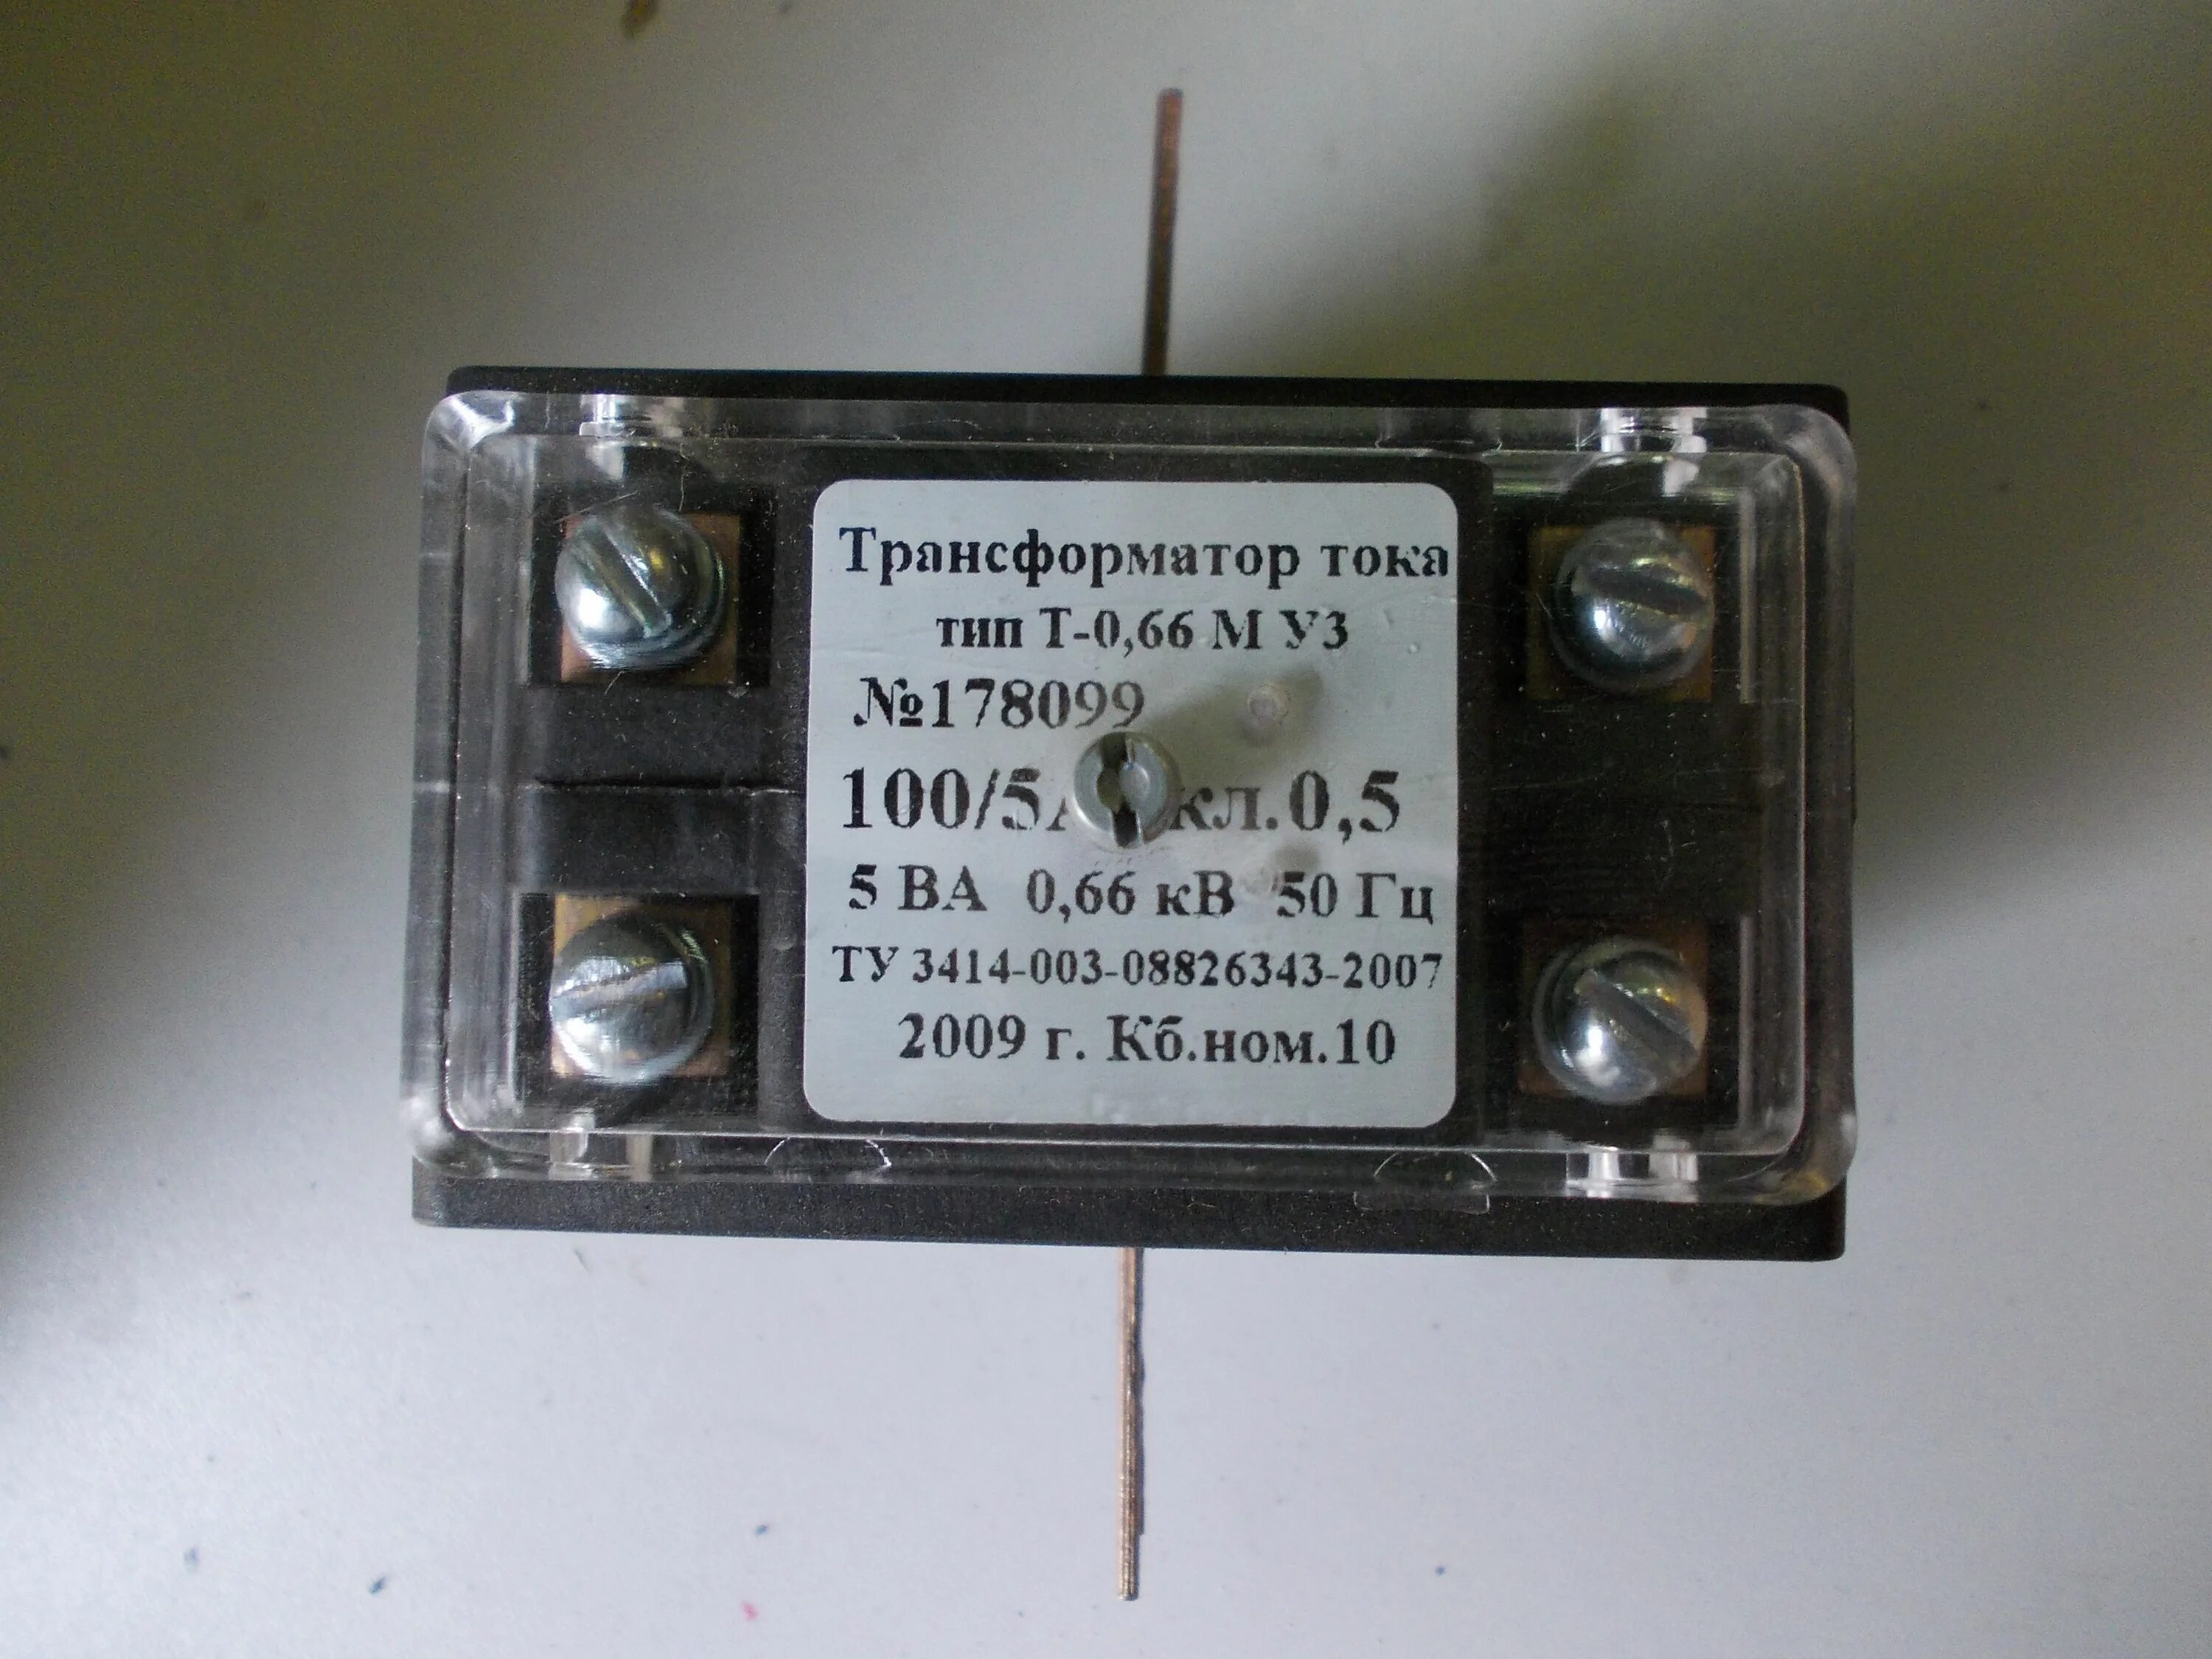 Трансформатор тока
тип Т-0,66 М У3
№178099
100/5А кл.0,5
5 ВА 0,66 кВ 50 Гц
ТУ 3414-003-08826343-2007
2009 г. Кб.ном.10